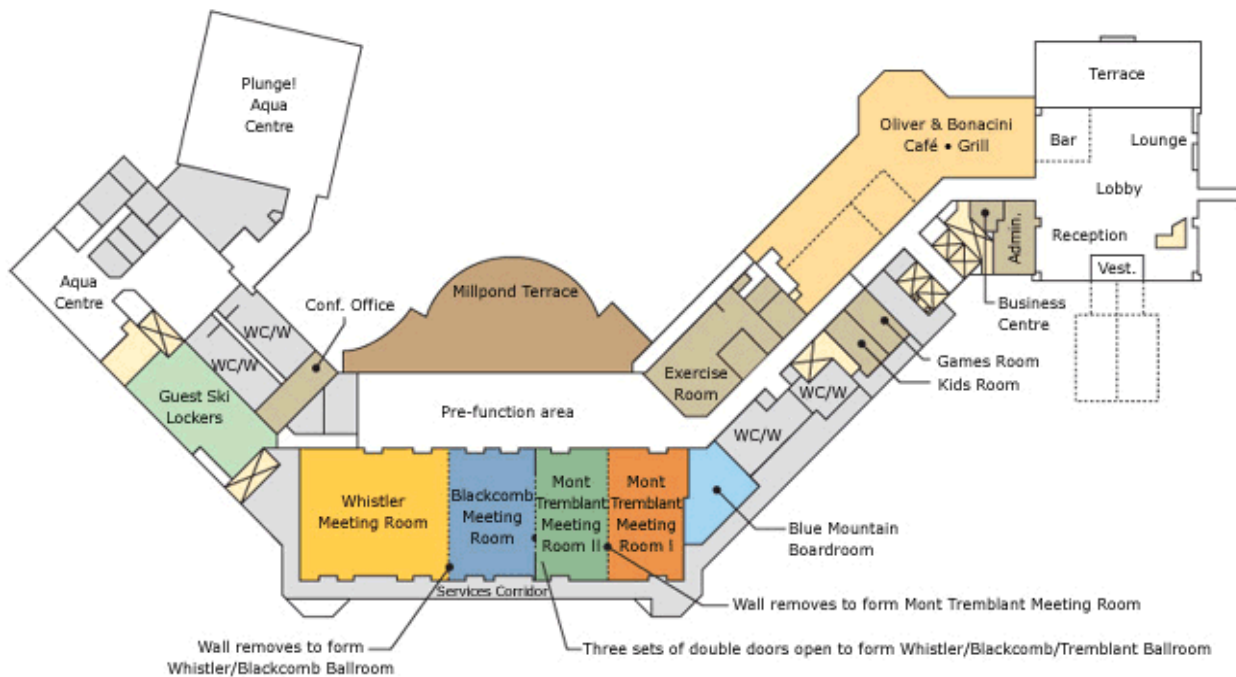 Plunge!
Aqua
Centre
Terrace
Oliver & Bonacini
Café • Grill
Bar
Lounge
Lobby
Reception
Admin.
Vest.
Business
Centre
Games Room
Kids Room
Aqua
Centre
Conf. Office
Millpond Terrace
WC/W
WC/W
Guest Ski
Lockers
Exercise
Room
WC/W
WC/W
Pre-function area
Whistler
Meeting Room
Blackcomb
Meeting
Room
Mont
Tremblant
Meeting
Room II
Mont
Tremblant
Meeting
Room I
Blue Mountain
Boardroom
Services Corridor
Wall removes to form Mont Tremblant Meeting Room
Wall removes to form
Whistler/Blackcomb Ballroom
Three sets of double doors open to form Whistler/Blackcomb/Tremblant Ballroom